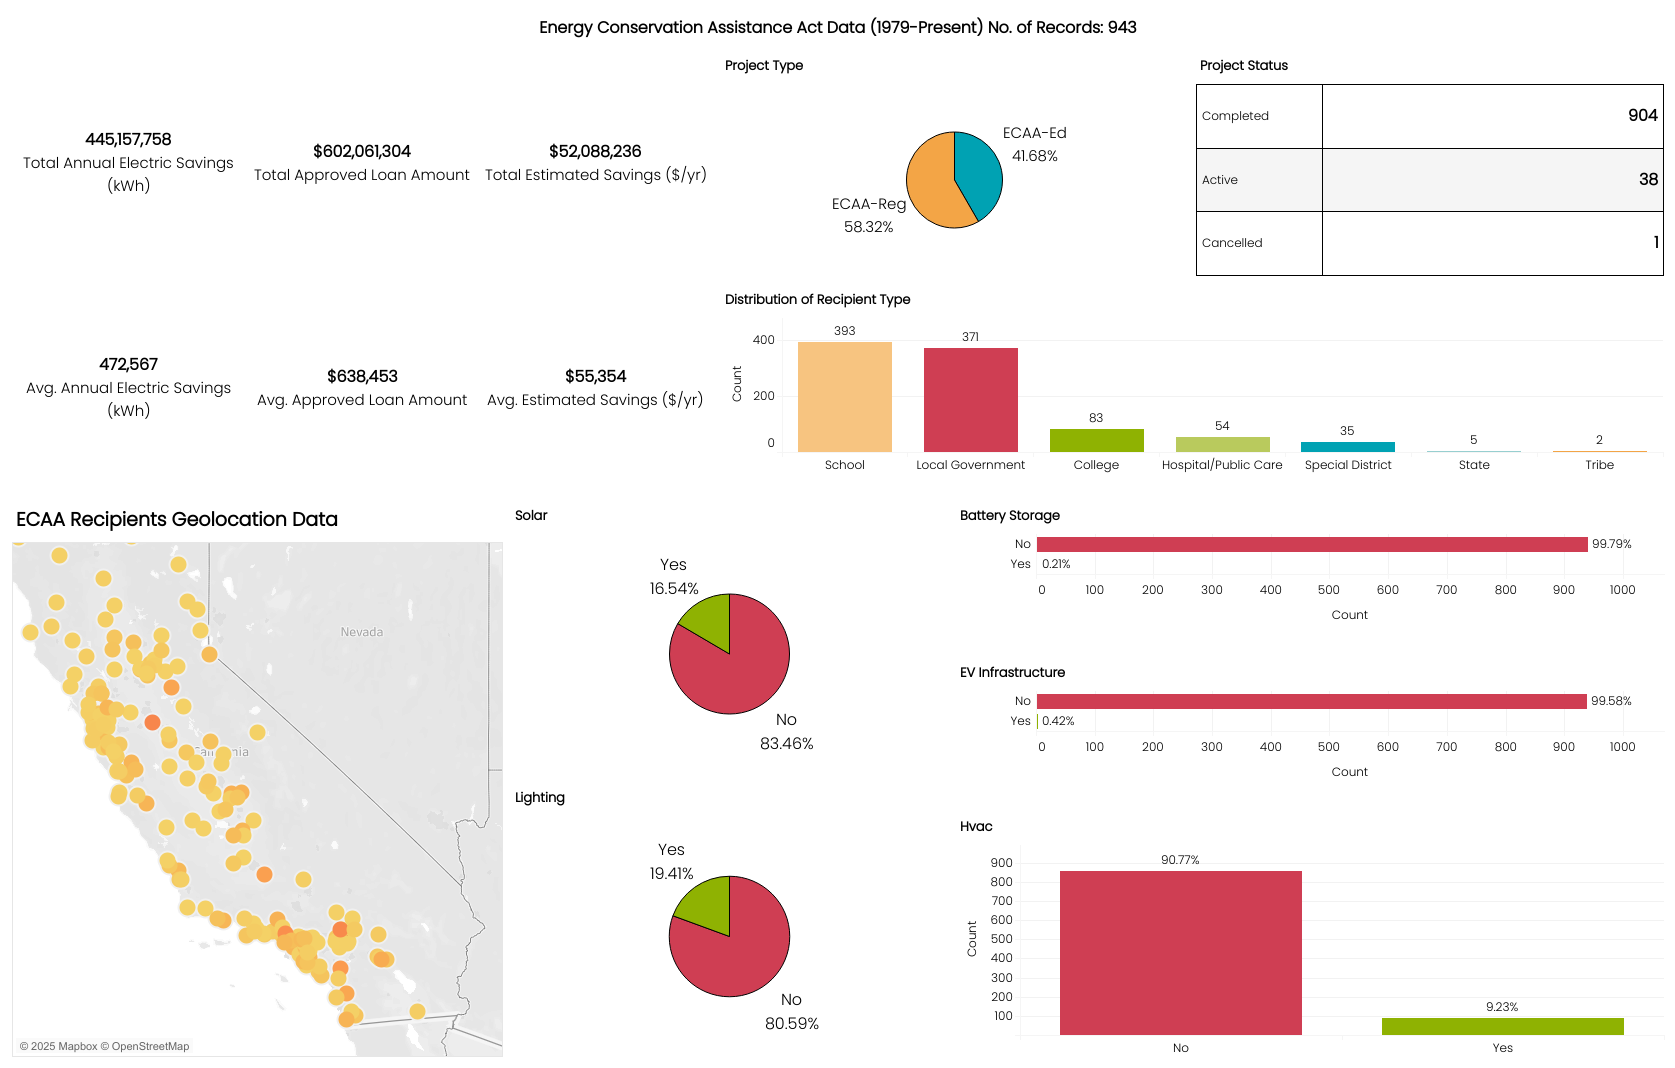 Energy Conservation Assistance Act Data (1979-Present) No. of Records: 943
445,157,758
Total Annual Electric Savings
(kWh)
$602,061,304
Total Approved Loan Amount
$52,088,236
Total Estimated Savings ($/yr)
472,567
Avg. Annual Electric Savings
(kWh)
$638,453
Avg. Approved Loan Amount
$55,354
Avg. Estimated Savings ($/yr)
Project Type
ECAA-Ed
41.68%
ECAA-Reg
58.32%
Project Status
Completed 904
Active 38
Cancelled 1
Distribution of Recipient Type
Count
400
200
0
393
371
83
54
35
5
2
School
Local Government
College
Hospital/Public Care
Special District
State
Tribe
ECAA Recipients Geolocation Data
Nevada
California
© 2025 Mapbox © OpenStreetMap
Solar
Yes
16.54%
No
83.46%
Lighting
Yes
19.41%
No
80.59%
Battery Storage
No 99.79%
Yes 0.21%
0 100 200 300 400 500 600 700 800 900 1000
Count
EV Infrastructure
No 99.58%
Yes 0.42%
0 100 200 300 400 500 600 700 800 900 1000
Count
Hvac
Count
900
800
700
600
500
400
300
200
100
90.77%
9.23%
No
Yes